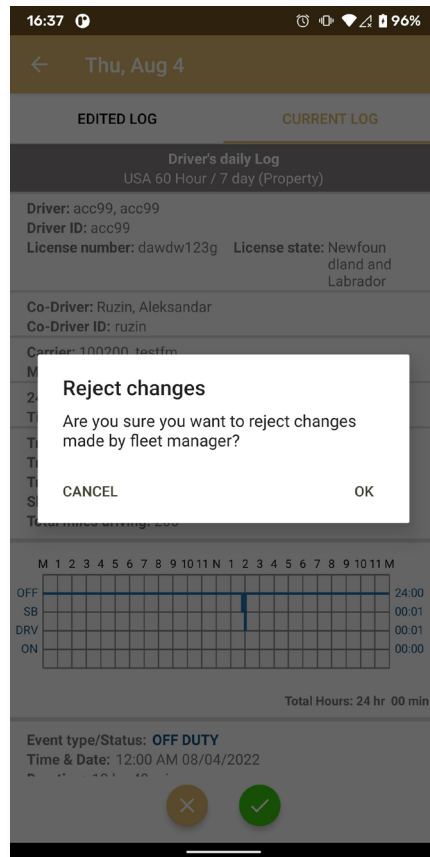 16:37 96%
Thu, Aug 4
EDITED LOG CURRENT LOG
Driver's daily Log
USA 60 Hour / 7 day (Property)
Driver: acc99, acc99
Driver ID: acc99
License number: dawdw123g License state: Newfoun
dland and
Labrador
Co-Driver: Ruzin, Aleksandar
Co-Driver ID: ruzin
Carrier: 100200, testfm
Reject changes
Are you sure you want to reject changes
made by fleet manager?
CANCEL OK
Total miles driving:
M 1 2 3 4 5 6 7 8 9 10 11 N 1 2 3 4 5 6 7 8 9 10 11 M
OFF 24:00
SB 00:01
DRV 00:01
ON 00:00
Total Hours: 24 hr 00 min
Event type/Status: OFF DUTY
Time & Date: 12:00 AM 08/04/2022